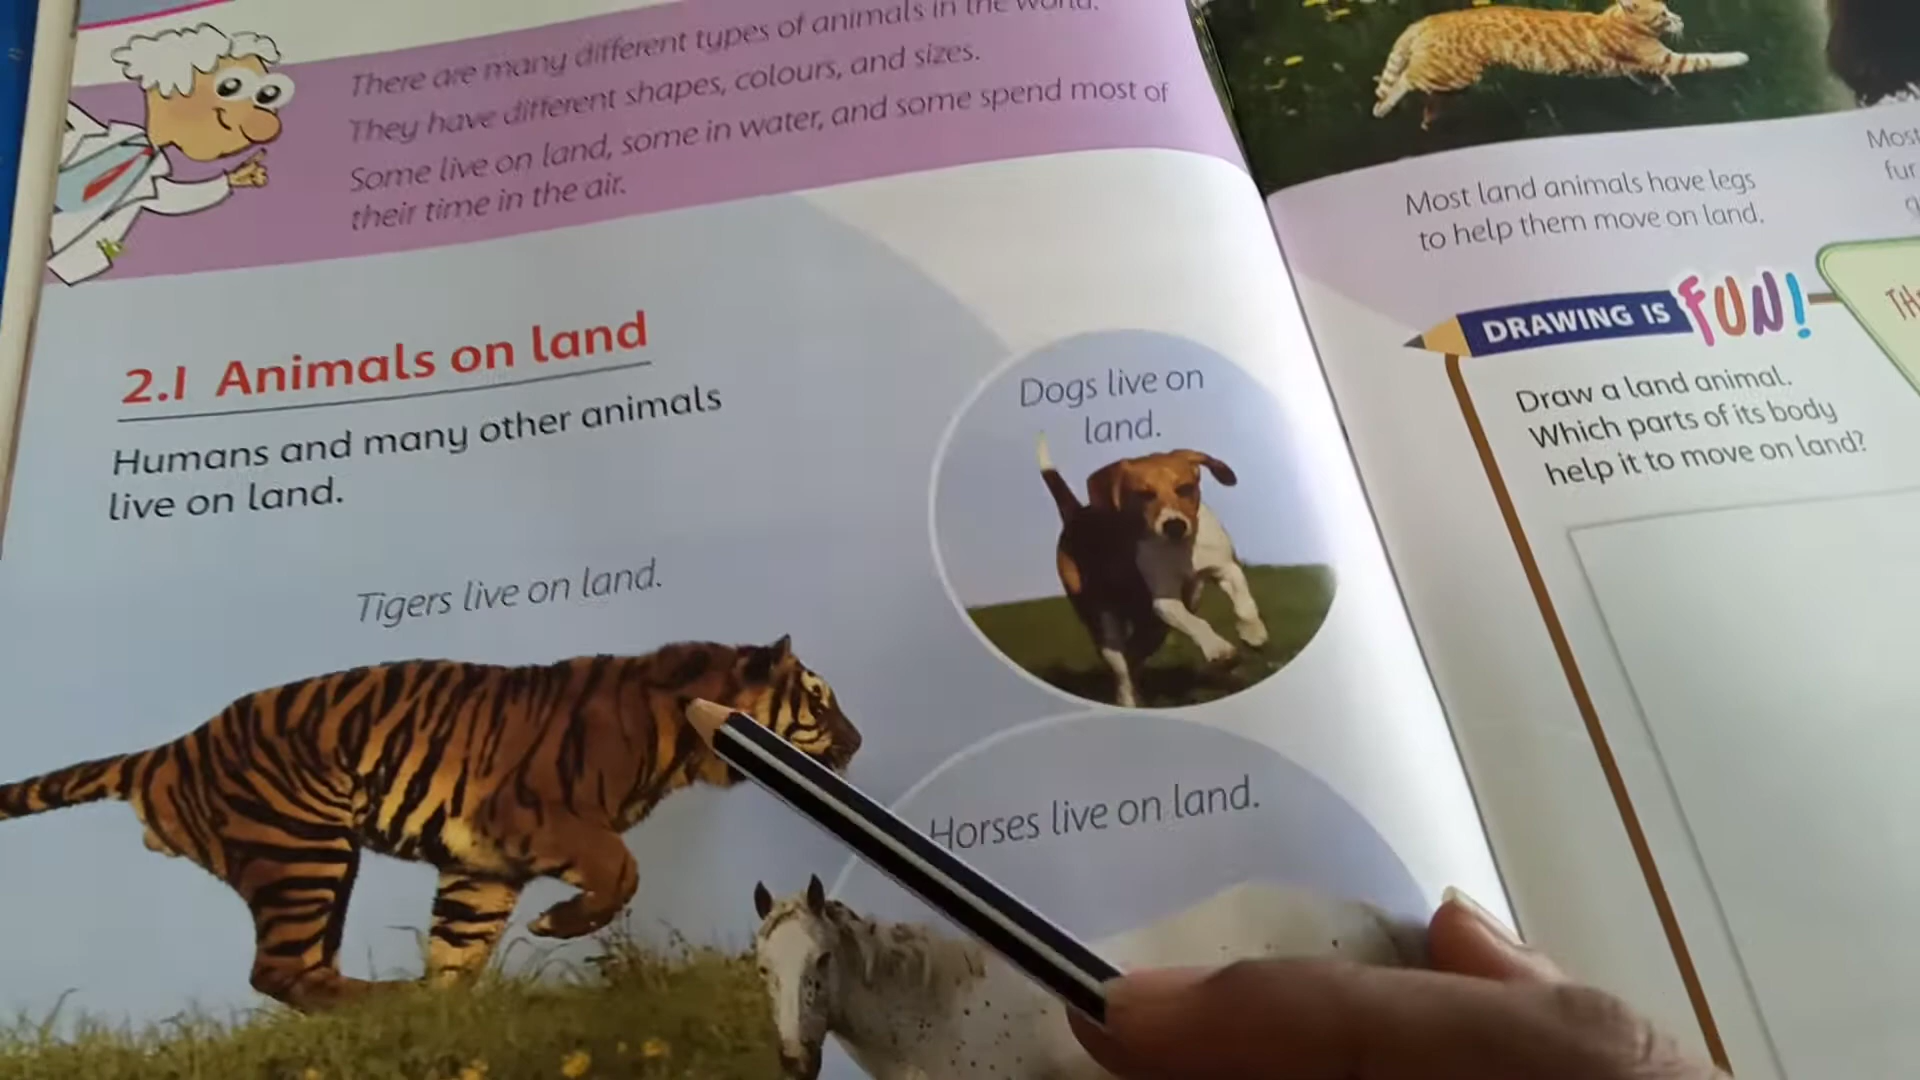 There are many different types of animals in the world.
They have different shapes, colours, and sizes.
Some live on land, some in water, and some spend most of
their time in the air.
2.1 Animals on land
Humans and many other animals
live on land.
Tigers live on land.
Dogs live on
land.
Horses live on land.
Most land animals have legs
to help them move on land.
Most
fur
DRAWING IS FUN!
Draw a land animal.
Which parts of its body
help it to move on land?